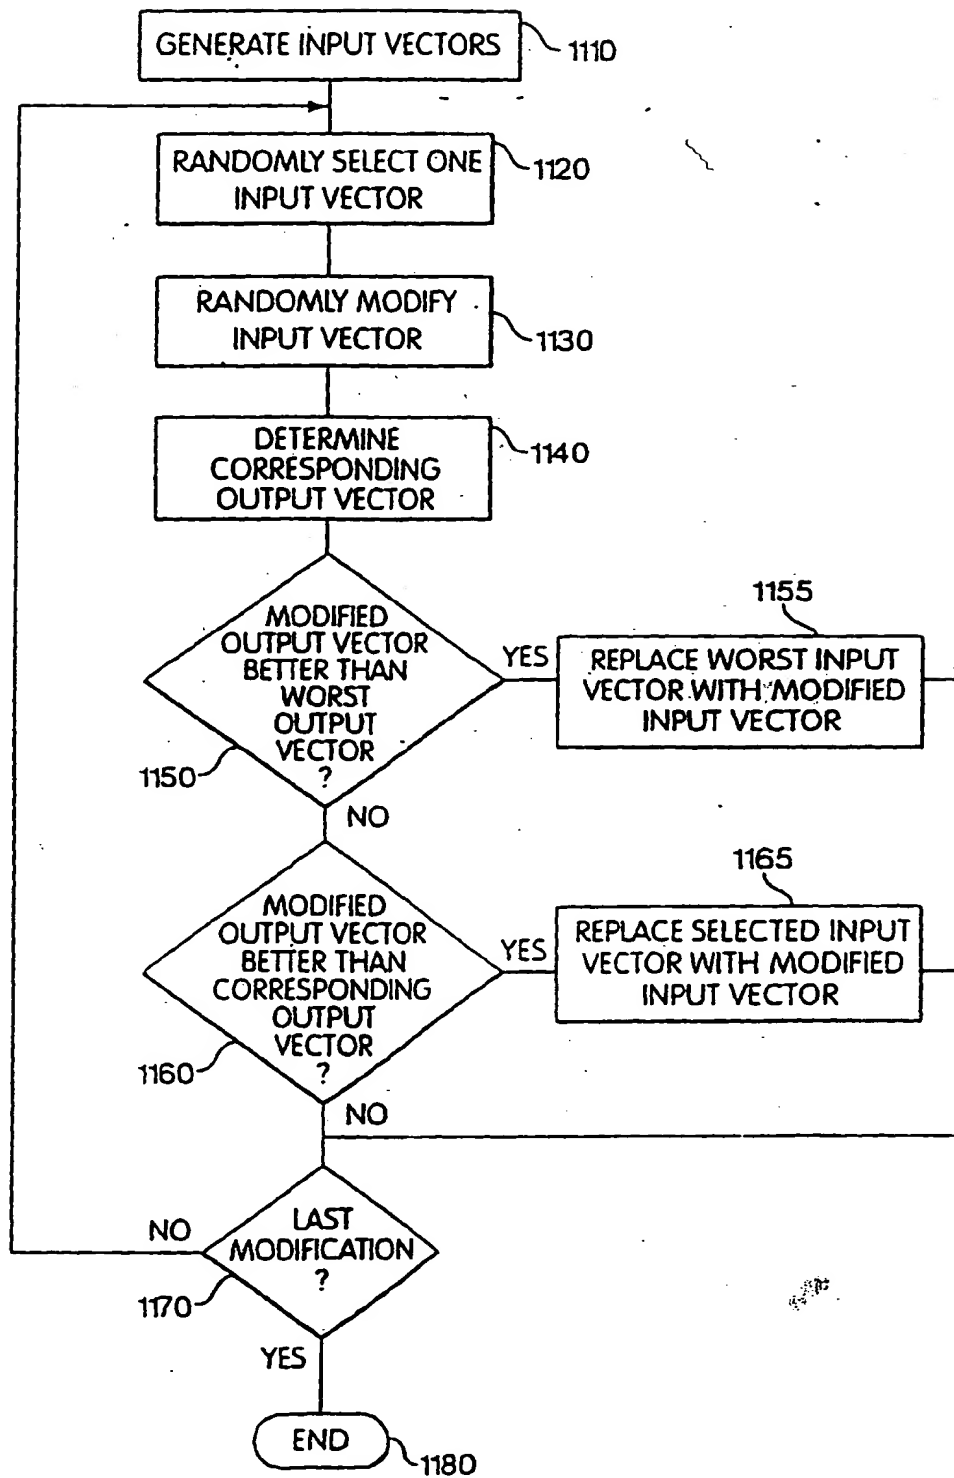 GENERATE INPUT VECTORS
1110
RANDOMLY SELECT ONE
INPUT VECTOR
1120
RANDOMLY MODIFY
INPUT VECTOR
1130
DETERMINE
CORRESPONDING
OUTPUT VECTOR
1140
MODIFIED
OUTPUT VECTOR
BETTER THAN
WORST
OUTPUT
VECTOR
?
1150
YES
1155
REPLACE WORST INPUT
VECTOR WITH MODIFIED
INPUT VECTOR
NO
MODIFIED
OUTPUT VECTOR
BETTER THAN
CORRESPONDING
OUTPUT
VECTOR
?
1160
YES
1165
REPLACE SELECTED INPUT
VECTOR WITH MODIFIED
INPUT VECTOR
NO
LAST
MODIFICATION
?
1170
NO
YES
END
1180